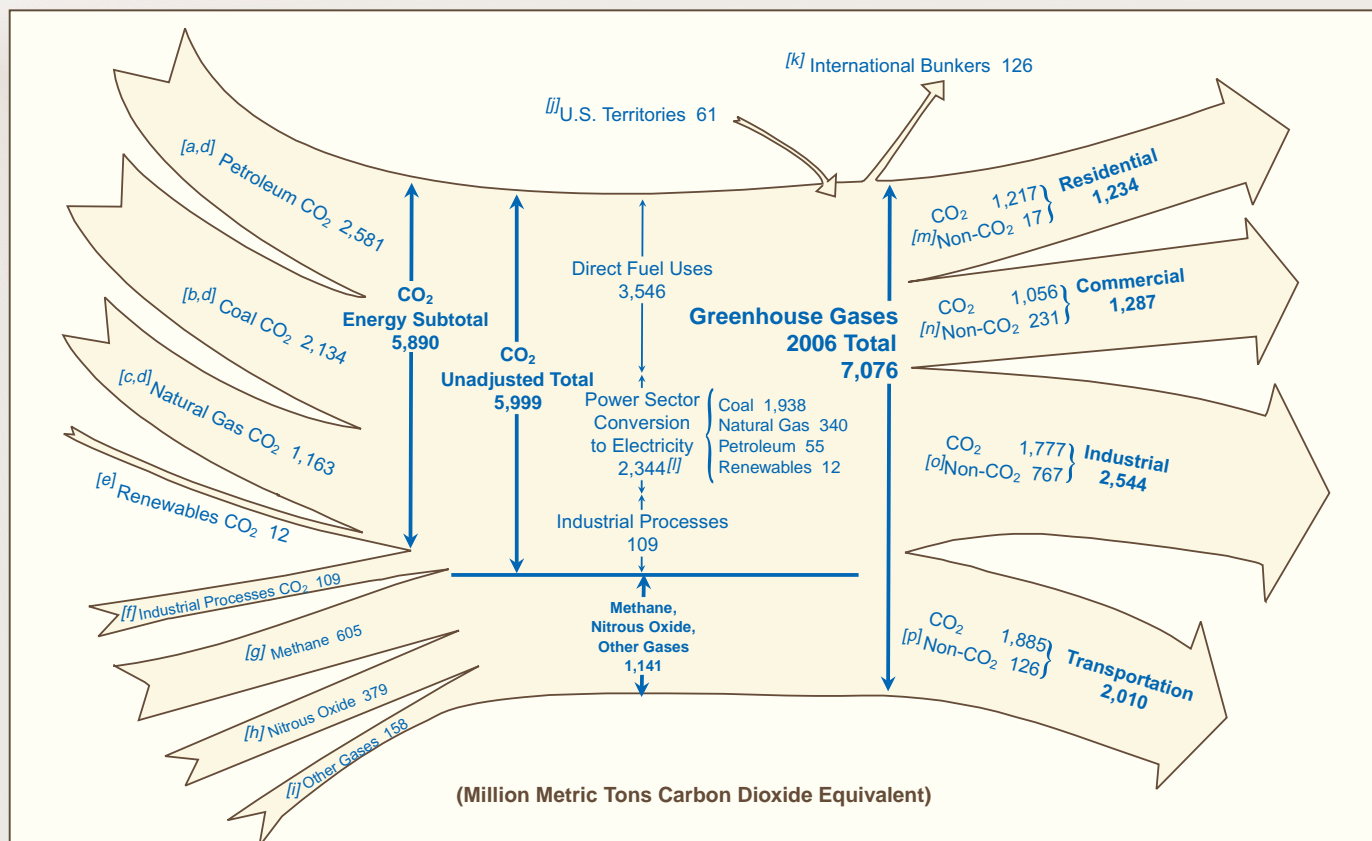 [k] International Bunkers 126
[j]U.S. Territories 61
[a,d] Petroleum CO₂ 2,581
[b,d] Coal CO₂ 2,134
[c,d]Natural Gas CO₂ 1,163
[e] Renewables CO₂ 12
[f] Industrial Processes CO₂ 109
[g] Methane 605
[h] Nitrous Oxide 379
[i] Other Gases 158
CO₂
Energy Subtotal
5,890
CO₂
Unadjusted Total
5,999
Direct Fuel Uses
3,546
Power Sector
Conversion
to Electricity
2,344[l]
Coal 1,938
Natural Gas 340
Petroleum 55
Renewables 12
Industrial Processes
109
Methane,
Nitrous Oxide,
Other Gases
1,141
Greenhouse Gases
2006 Total
7,076
CO₂ 1,217
[m]Non-CO₂ 17
Residential
1,234
CO₂ 1,056
[n]Non-CO₂ 231
Commercial
1,287
CO₂ 1,777
[o]Non-CO₂ 767
Industrial
2,544
CO₂ 1,885
[p]Non-CO₂ 126
Transportation
2,010
(Million Metric Tons Carbon Dioxide Equivalent)